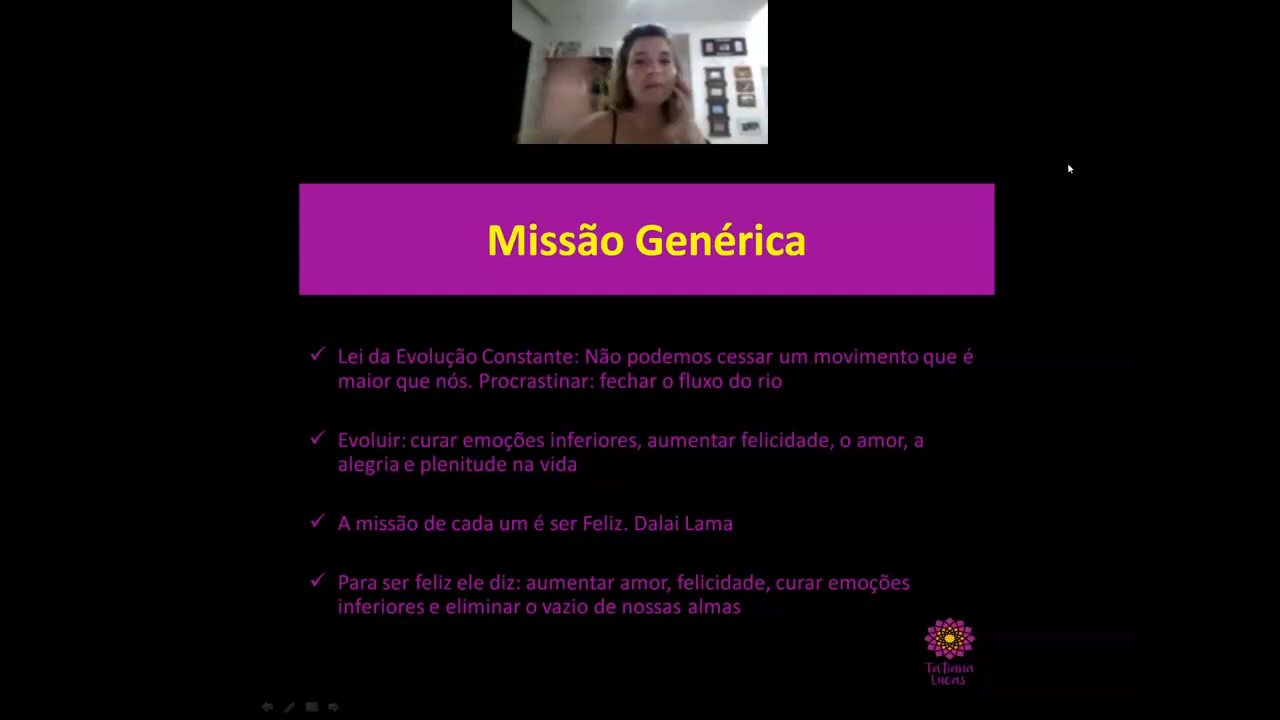 Missão Genérica
✓ Lei da Evolução Constante: Não podemos cessar um movimento que é
maior que nós. Procrastinar: fechar o fluxo do rio
✓ Evoluir: curar emoções inferiores, aumentar felicidade, o amor, a
alegria e plenitude na vida
✓ A missão de cada um é ser Feliz. Dalai Lama
✓ Para ser feliz ele diz: aumentar amor, felicidade, curar emoções
inferiores e eliminar o vazio de nossas almas
Tatiana
Lucas